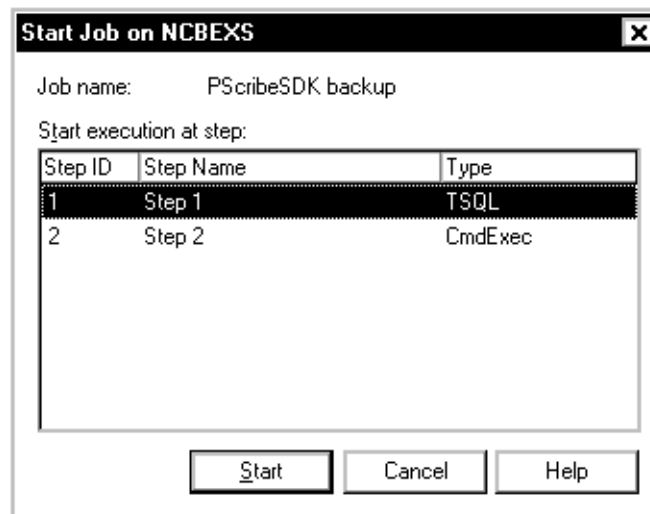 Start Job on NCBEXS
Job name: PScribeSDK backup
Start execution at step:
Step ID Step Name Type
1 Step 1 TSQL
2 Step 2 CmdExec
Start Cancel Help